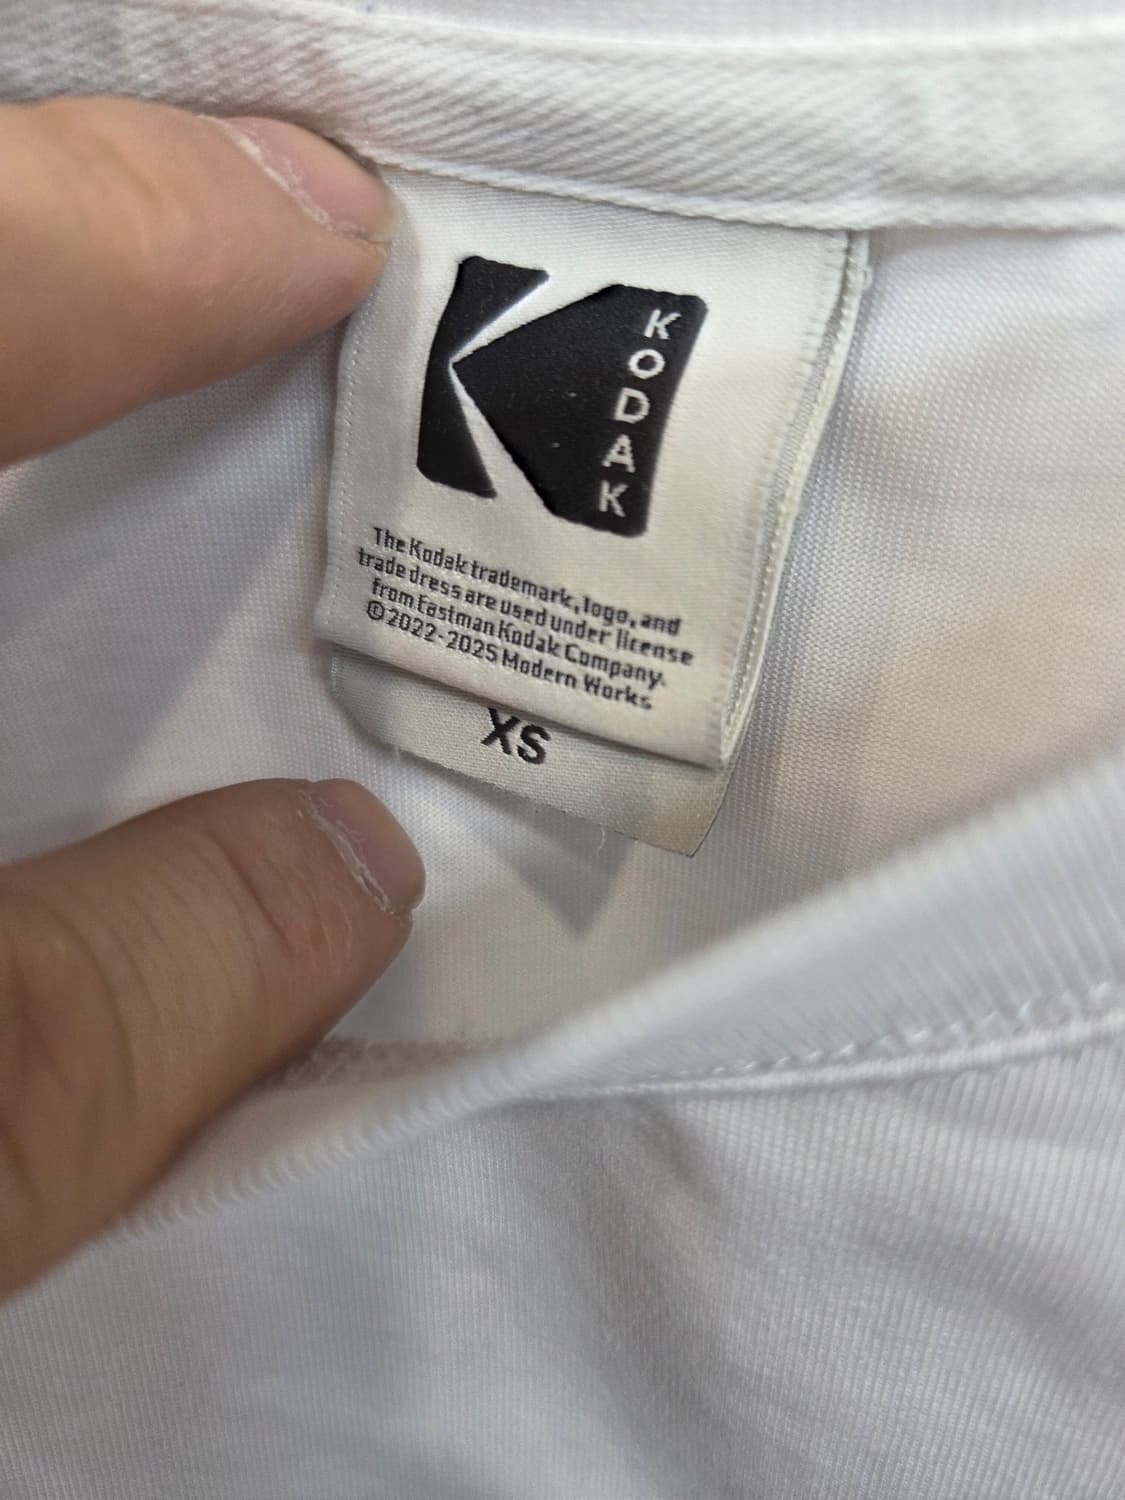 KODAK
The Kodak trademark, logo, and
trade dress are used under license
from Eastman Kodak Company.
©2022-2025 Modern Works
XS